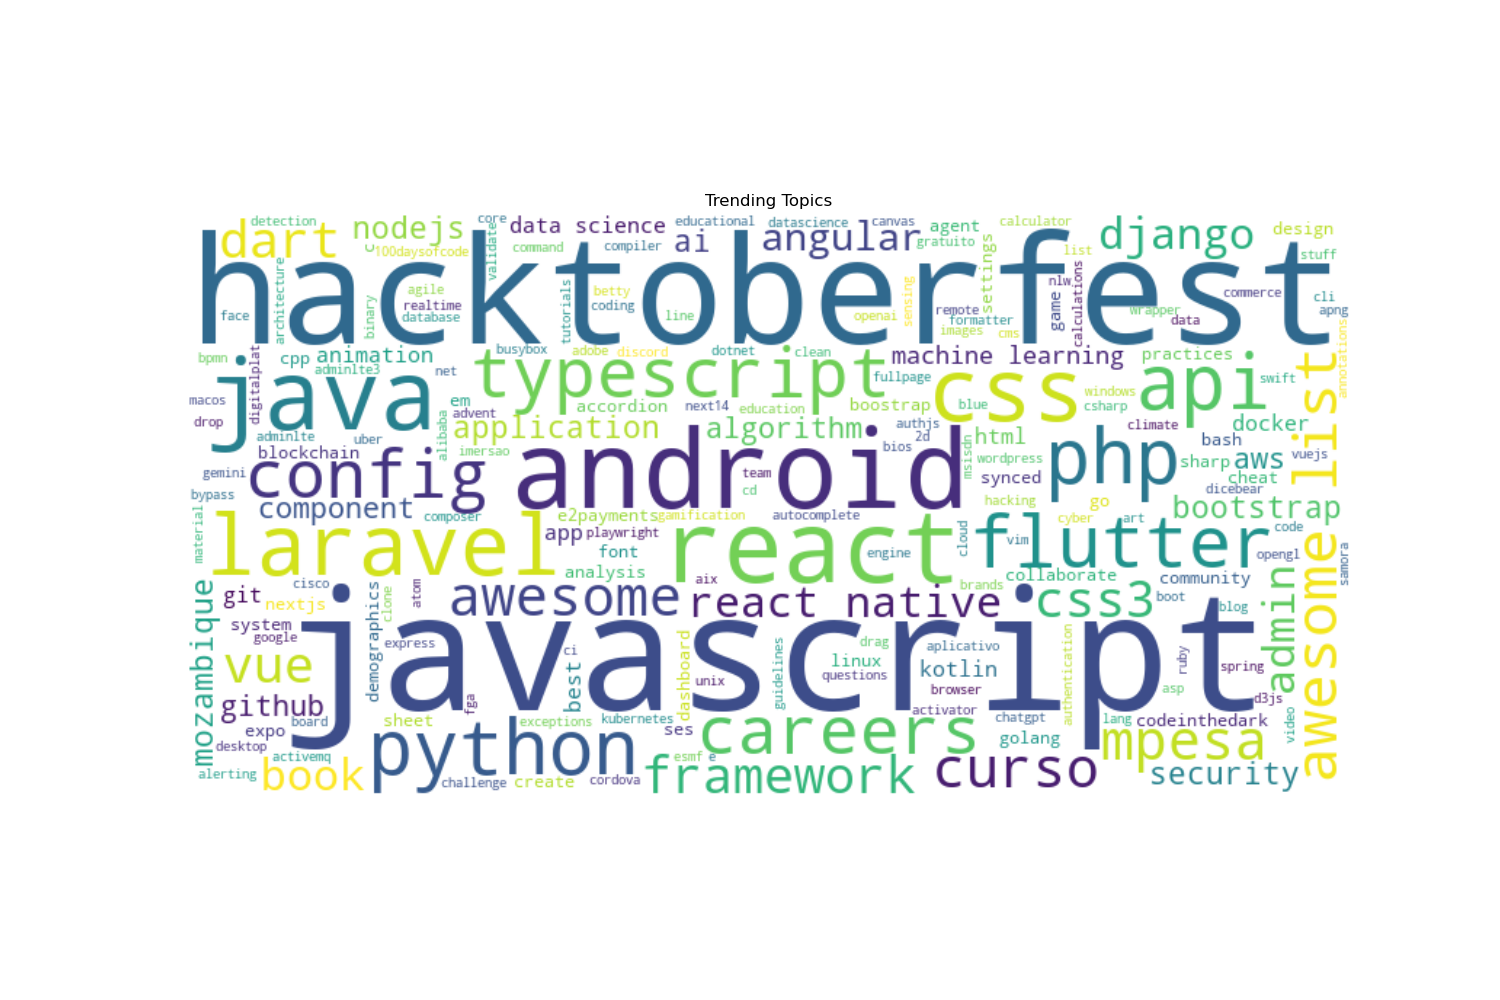 Trending Topics
detection
core
data science
educational
datascience
canvas
agent
calculator
design
dart
nodejs
ai
angular
gratuito
django
list
stuff
c
100daysofcode
validate
command
compiler
settings
hacktoberfest
architecture
agile
realtime
database
binary
tutorials
betty
coding
line
openai
sensing
remote
formatter
images
cms
nlw
game
calculations
wrapper
data
commerce
cli
apng
face
bpmn
digitalplat
cpp
animation
adminlte3
net
busybox
adobe
discord
dotnet
clean
machine learning
practices
annotations
java
typescript
fullpage
css
windows
api
swift
macos
drop
em
advent
accordion
next14
education
boostrap
blue
csharp
awesome list
adminlte
uber
alibaba
application
algorithm
authjs
2d
bios
html
climate
docker
bash
blockchain
imersao
wordpress
msisdn
vuejs
gemini
config
android
team
cd
synced
php
sharp
aws
cheat
dicebear
bypass
component
composer
e2payments
gamification
autocomplete
hacking
go
bootstrap
material
laravel
app
playwright
font
analysis
react
engine
cloud
flutter
vim
cyber
art
code
opengl
samora
cisco
aix
brands
collaborate
community
mozambique
git
nextjs
demographics
clone
atom
awesome
react native
css3
boot
blog
admin
system
google
javascript
express
ci
drag
aplicativo
authentication
ruby
spring
vue
best
dashboard
unix
guidelines
linux
questions
kotlin
browser
asp
d3js
github
fga
activator
board
sheet
exceptions
kubernetes
ses
careers
chatgpt
lang
codeinthedark
video
expo
desktop
activemq
python
golang
mpesa
alerting
book
challenge
create
cordova
esmf
e
framework
curso
security